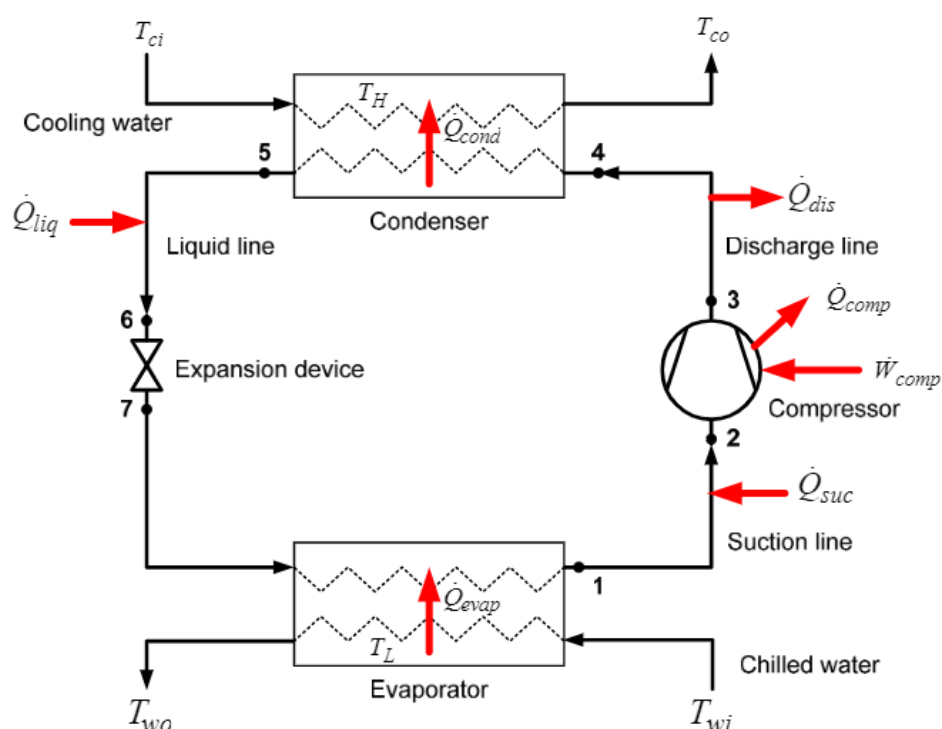 T_ci
T_co
Cooling water
T_H
Q̇_cond
5
4
Q̇_liq
Condenser
Q̇_dis
Liquid line
Discharge line
3
Q̇_comp
6
Expansion device
Ẇ_comp
7
Compressor
2
Q̇_suc
Suction line
1
Q̇_evap
T_L
Chilled water
Evaporator
T_wo
T_wi